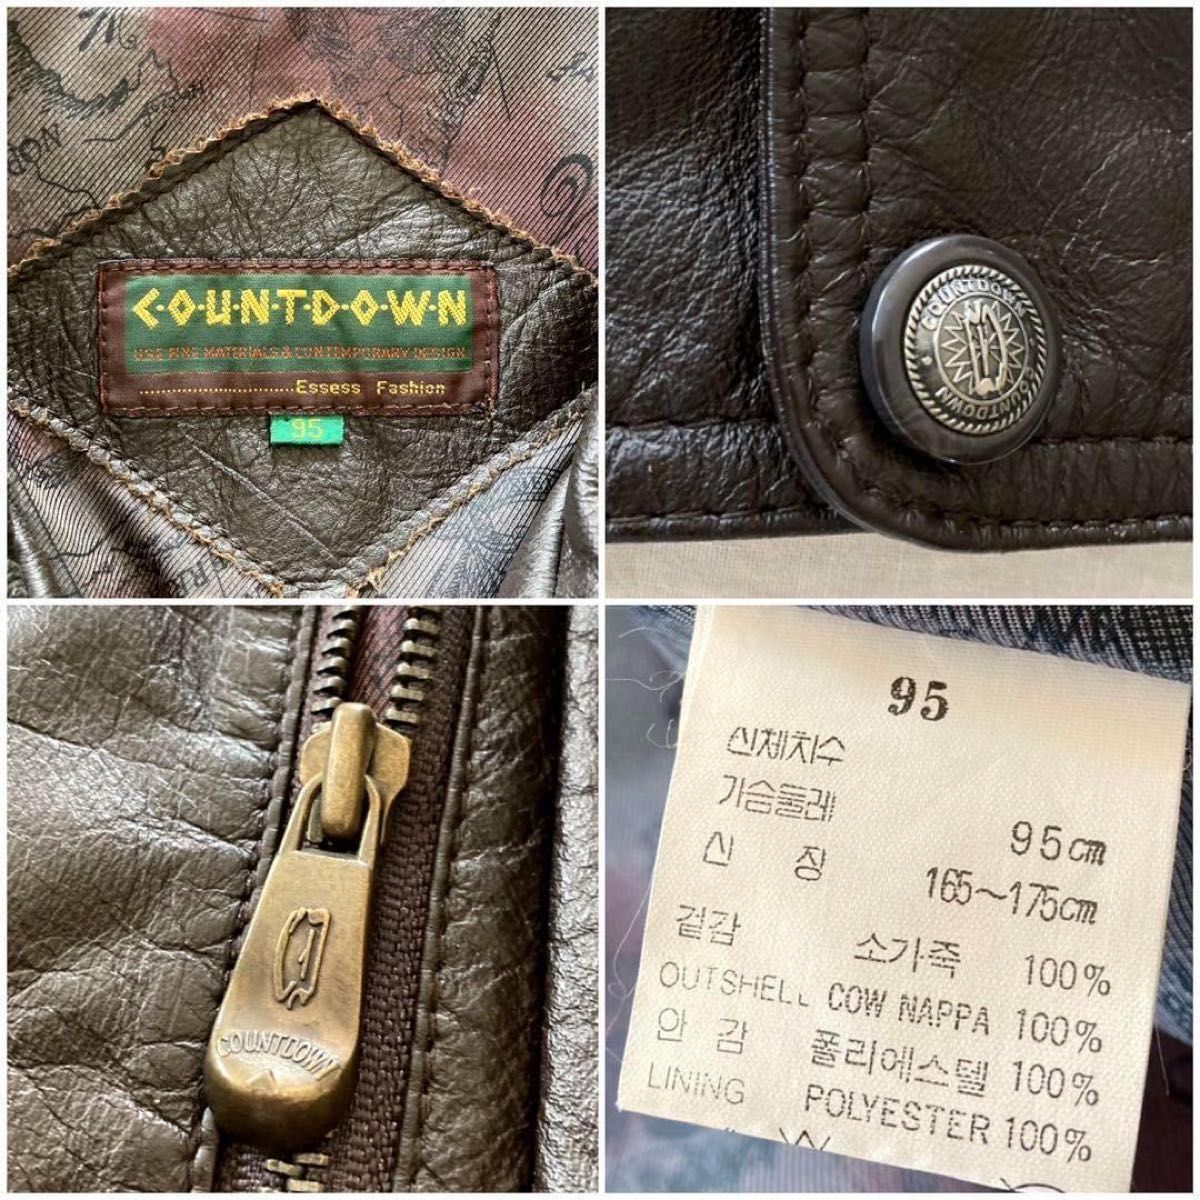 C·O·U·N·T·D·O·W·N
USE FINE MATERIALS & CONTEMPORARY DESIGN
Essess Fashion
95
COUNTDOWN
COUNTDOWN
COUNTDOWN
95
신체치수
가슴둘레 95cm
신 장 165~175cm
겉감 소가죽 100%
OUTSHELL COW NAPPA 100%
안 감 폴리에스텔 100%
LINING POLYESTER 100%